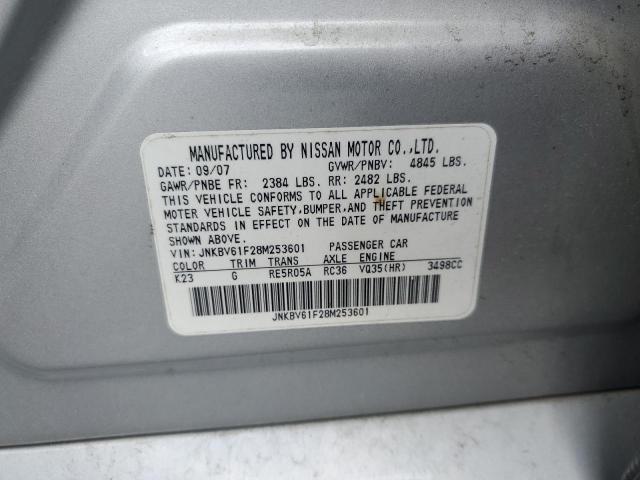 MANUFACTURED BY NISSAN MOTOR CO.,LTD.
DATE: 09/07 GVWR/PNBV: 4845 LBS.
GAWR/PNBE FR: 2384 LBS. RR: 2482 LBS.
THIS VEHICLE CONFORMS TO ALL APPLICABLE FEDERAL
MOTOR VEHICLE SAFETY,BUMPER,AND THEFT PREVENTION
STANDARDS IN EFFECT ON THE DATE OF MANUFACTURE
SHOWN ABOVE.
VIN: JNKBV61F28M253601 PASSENGER CAR
COLOR TRIM TRANS AXLE ENGINE
K23 G RE5R05A RC36 VQ35(HR) 3498CC
JNKBV61F28M253601